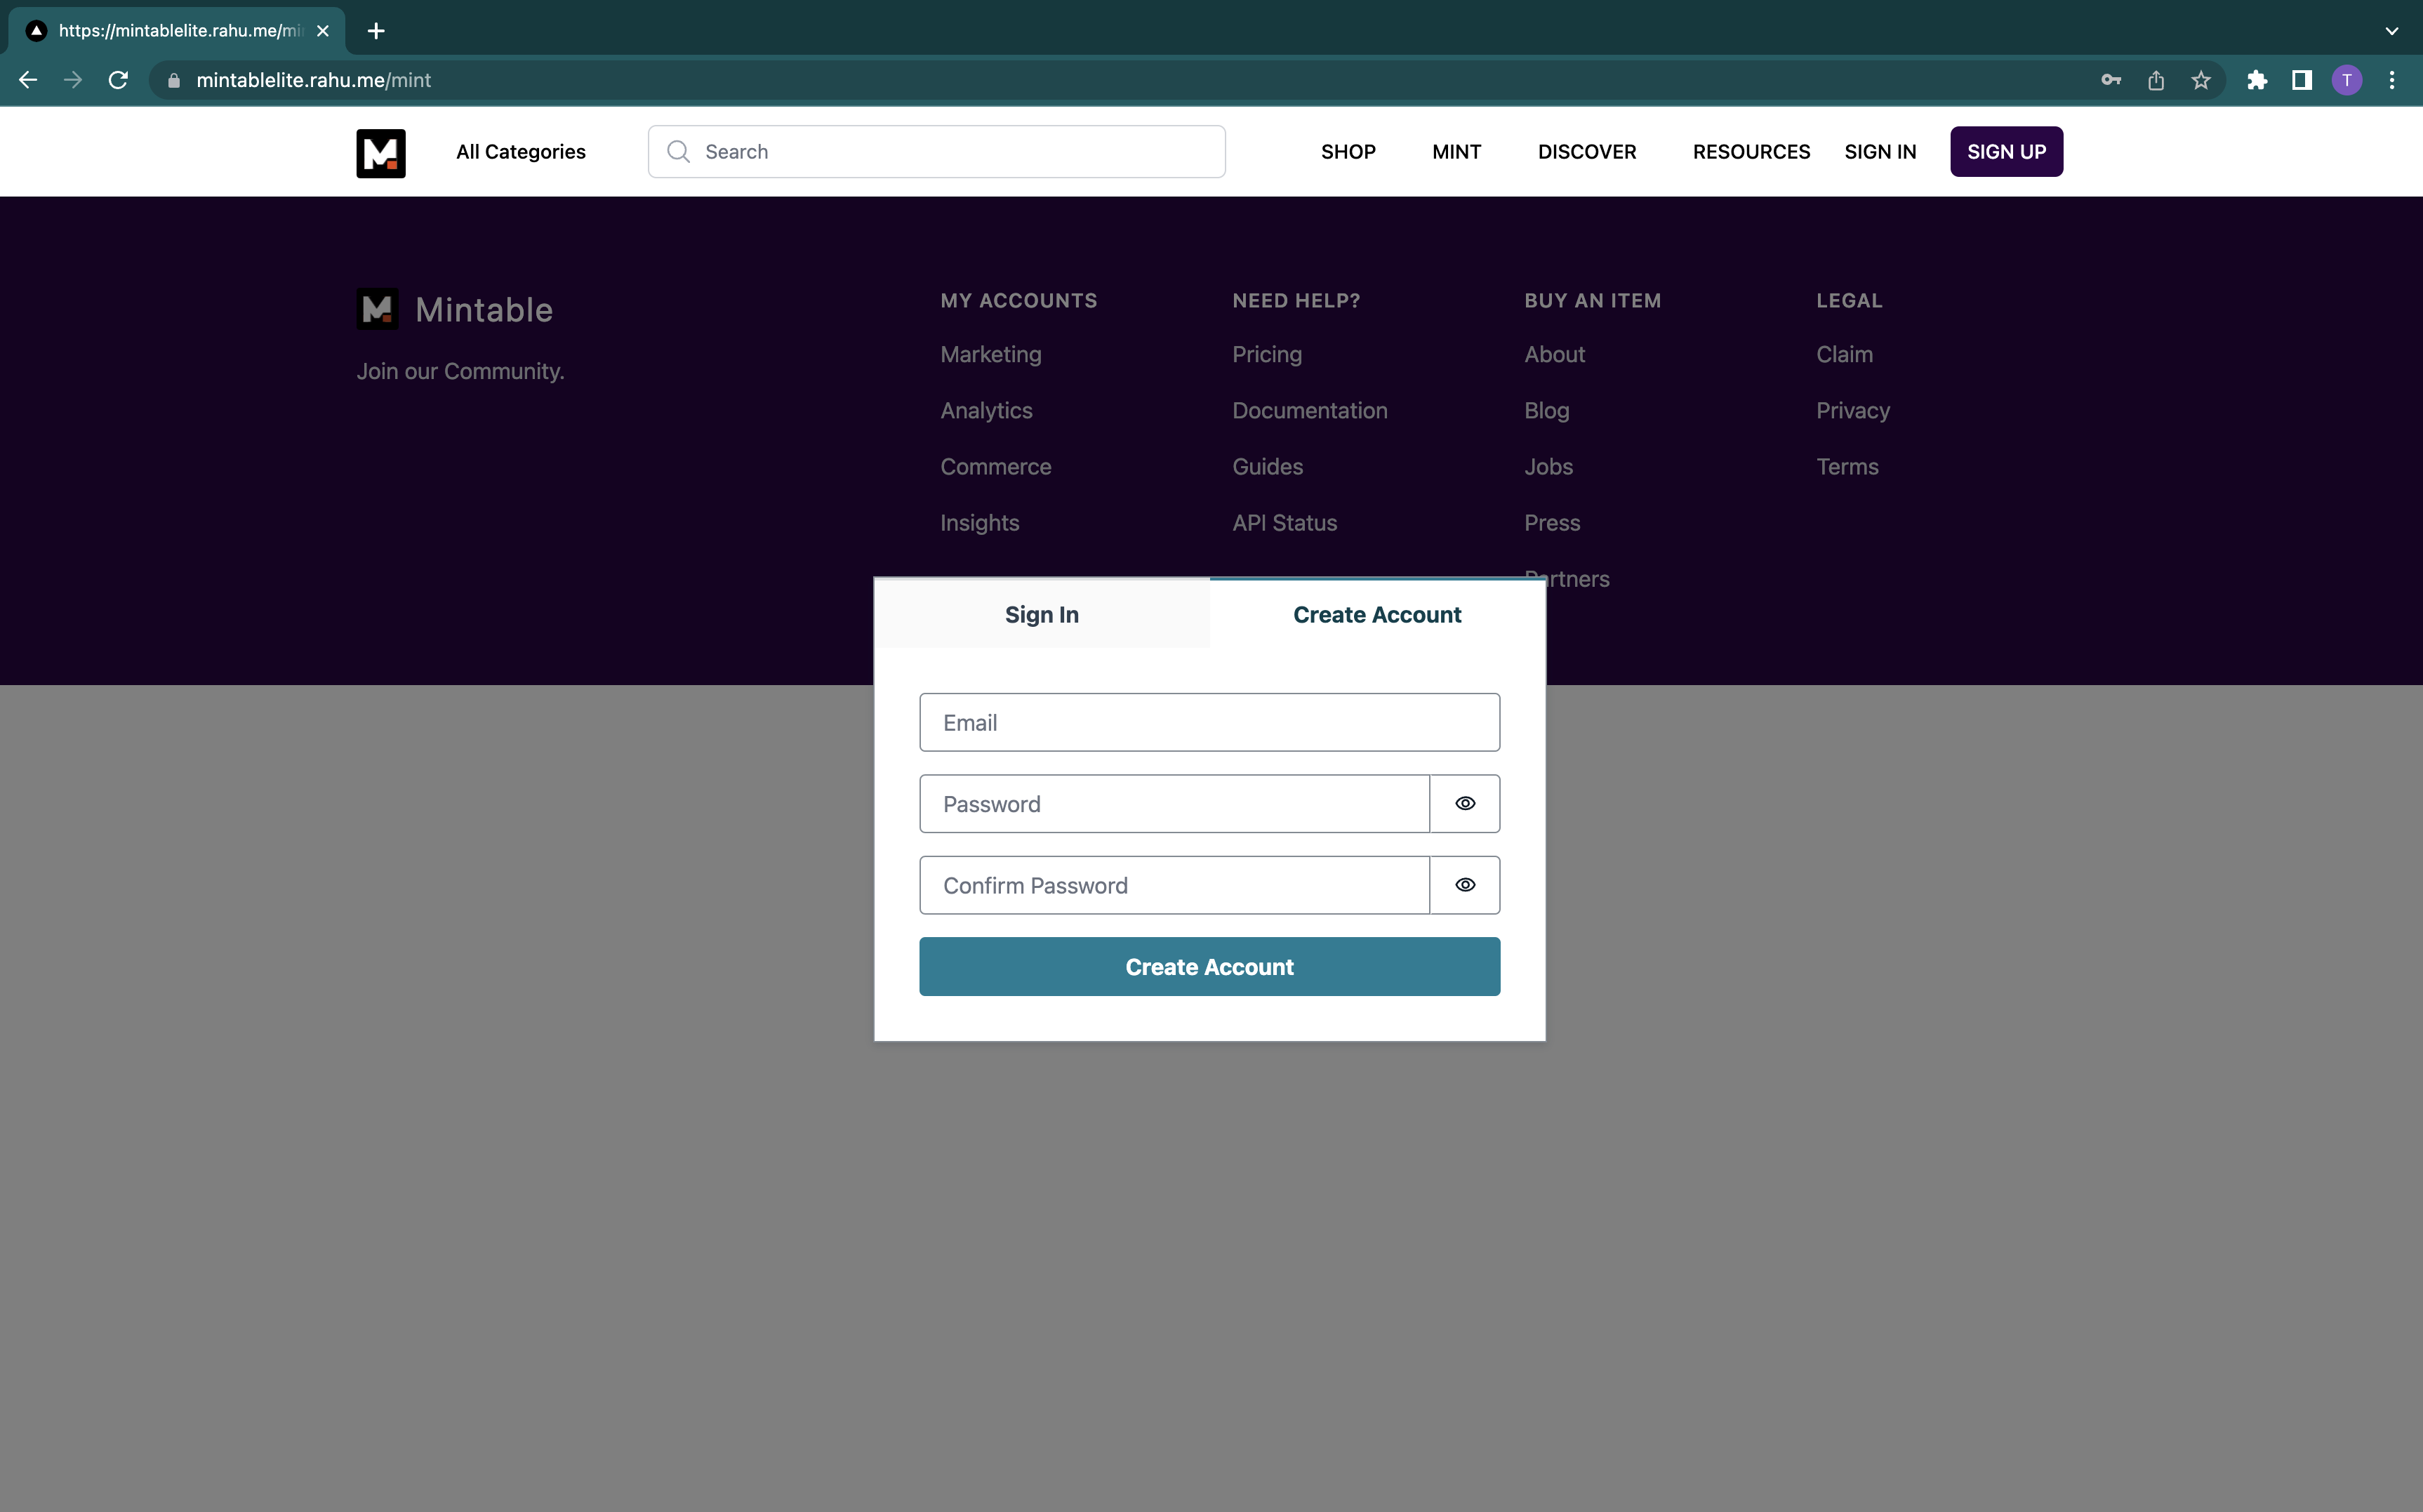 https://mintablelite.rahu.me/mi
mintablelite.rahu.me/mint
T
M
All Categories
Search
SHOP
MINT
DISCOVER
RESOURCES
SIGN IN
SIGN UP
M
Mintable
Join our Community.
MY ACCOUNTS
Marketing
Analytics
Commerce
Insights
NEED HELP?
Pricing
Documentation
Guides
API Status
BUY AN ITEM
About
Blog
Jobs
Press
Partners
LEGAL
Claim
Privacy
Terms
Sign In
Create Account
Email
Password
Confirm Password
Create Account